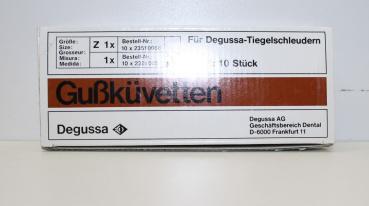 Größe:
Size:
Grosseur:
Misura:
Medida:
Z 1x
1x
Bestell-Nr.:
10 x
Bestell-Nr.:
10 x
Für Degussa-Tiegelschleudern
10 Stück
Gußküvetten
Degussa
Degussa AG
Geschäftsbereich Dental
D-6000 Frankfurt 11